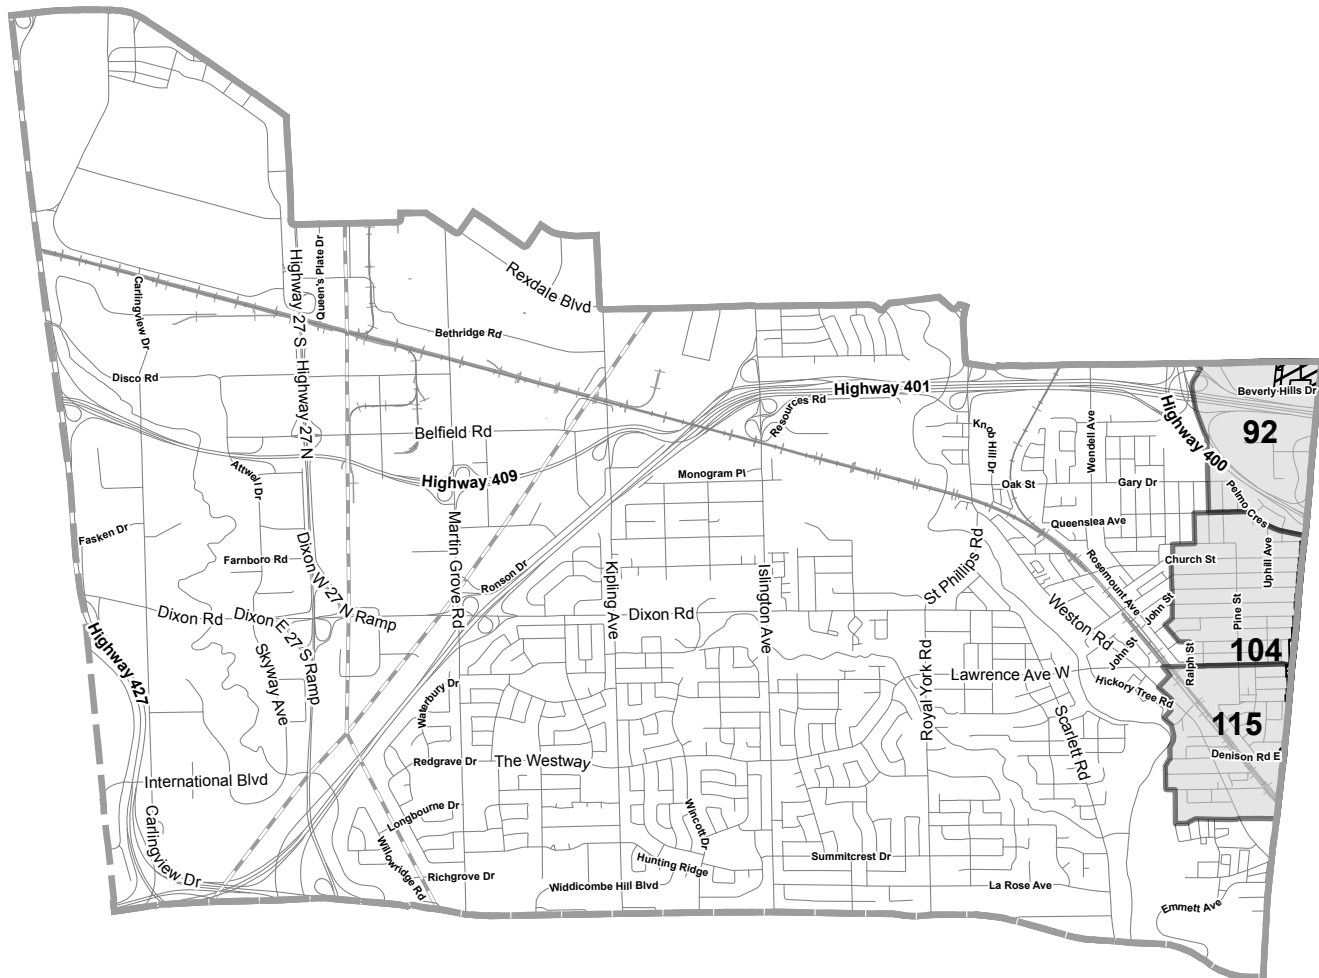 Queen's Plate Dr
Highway 27 S
Highway 27 N
Rexdale Blvd
Carlingview Dr
Bethridge Rd
Disco Rd
Highway 401
Resources Rd
Belfield Rd
Highway 409
Attwell Dr
Monogram Pl
Knob Hill Dr
Wendell Ave
Highway 400
Beverly Hills Dr
92
Oak St
Gary Dr
Pelmo Cres
Queenslea Ave
Fasken Dr
Farnboro Rd
Dixon W 27 N Ramp
Martin Grove Rd
Ronson Dr
Kipling Ave
Islington Ave
St Phillips Rd
Rosemount Ave
Church St
Uphill Ave
Dixon Rd
Dixon E 27 S Ramp
Dixon Rd
Weston Rd
John St
John St
Pine St
Ralph St
104
Highway 427
Skyway Ave
Waterbury Dr
Royal York Rd
Lawrence Ave W
Hickory Tree Rd
Scarlett Rd
115
Denison Rd E
Redgrave Dr
The Westway
International Blvd
Longbourne Dr
Wincott Dr
Carlingview Dr
Willowridge Rd
Richgrove Dr
Hunting Ridge
Summitcrest Dr
Widdicombe Hill Blvd
La Rose Ave
Emmett Ave